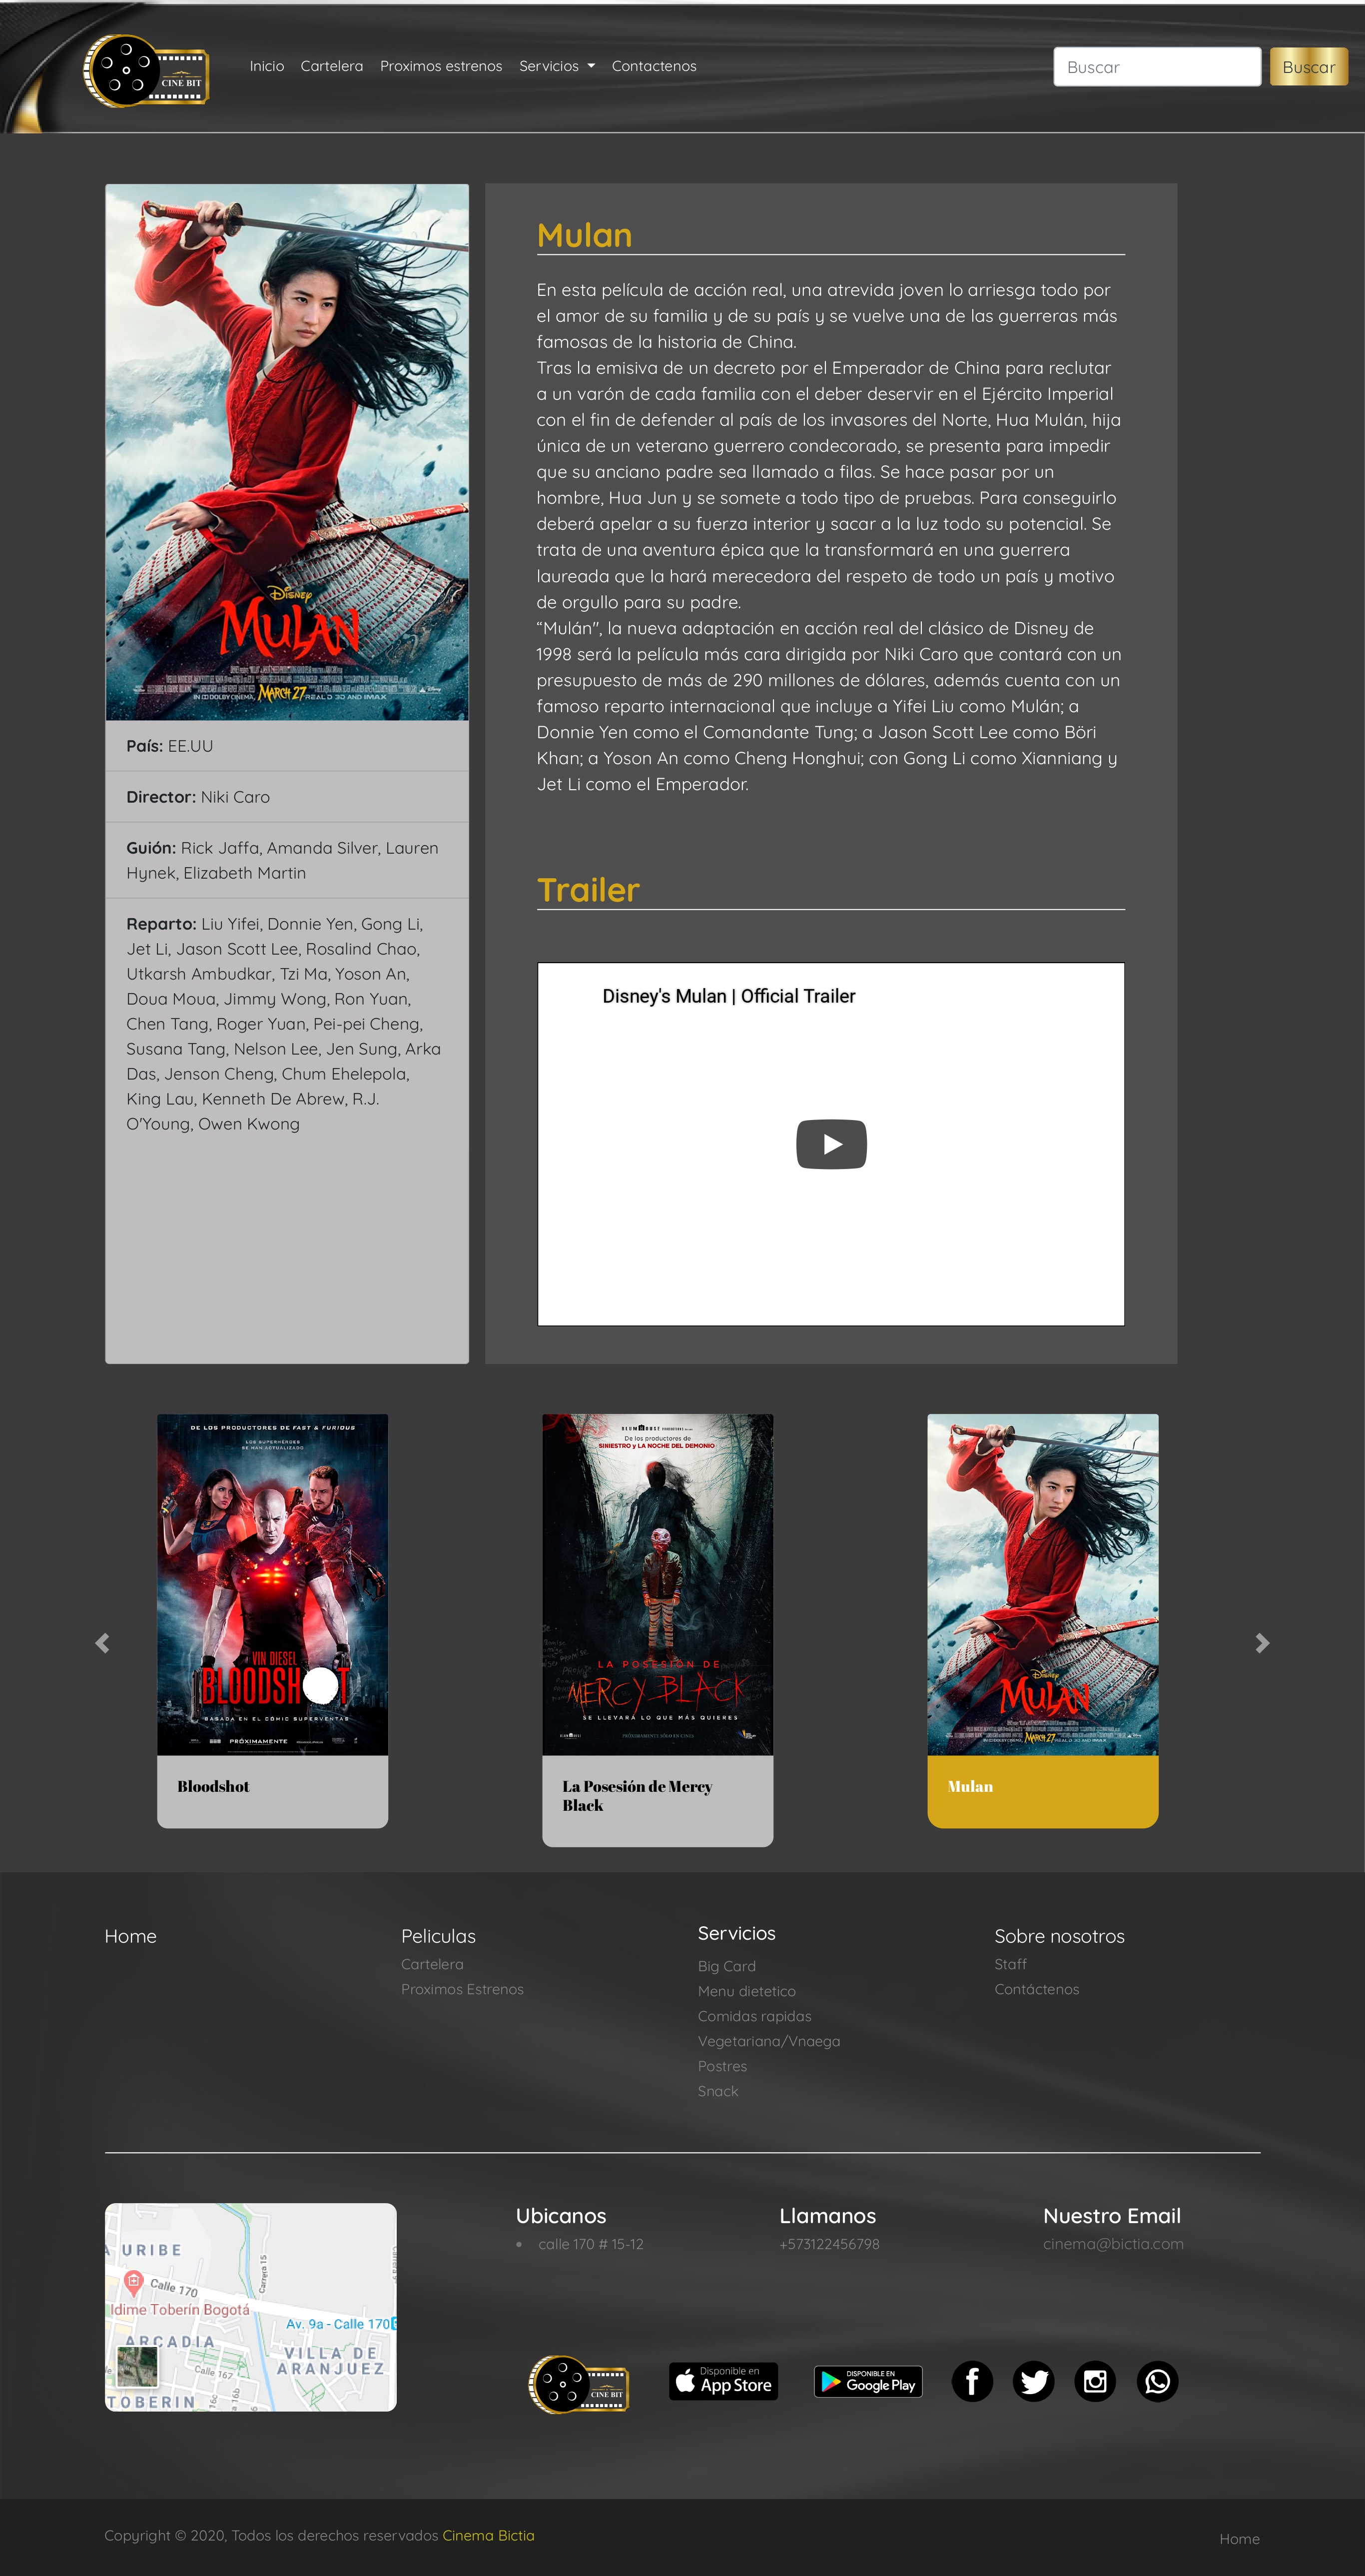 CINE BIT
Inicio Cartelera Proximos estrenos Servicios Contactenos
Buscar
Buscar
Disney
MULAN
MARCH 27
IN DOLBY CINEMA, REAL D 3D AND IMAX
País: EE.UU
Director: Niki Caro
Guión: Rick Jaffa, Amanda Silver, Lauren
Hynek, Elizabeth Martin
Reparto: Liu Yifei, Donnie Yen, Gong Li,
Jet Li, Jason Scott Lee, Rosalind Chao,
Utkarsh Ambudkar, Tzi Ma, Yoson An,
Doua Moua, Jimmy Wong, Ron Yuan,
Chen Tang, Roger Yuan, Pei-pei Cheng,
Susana Tang, Nelson Lee, Jen Sung, Arka
Das, Jenson Cheng, Chum Ehelepola,
King Lau, Kenneth De Abrew, R.J.
O'Young, Owen Kwong
Mulan
En esta película de acción real, una atrevida joven lo arriesga todo por
el amor de su familia y de su país y se vuelve una de las guerreras más
famosas de la historia de China.
Tras la emisiva de un decreto por el Emperador de China para reclutar
a un varón de cada familia con el deber deservir en el Ejército Imperial
con el fin de defender al país de los invasores del Norte, Hua Mulán, hija
única de un veterano guerrero condecorado, se presenta para impedir
que su anciano padre sea llamado a filas. Se hace pasar por un
hombre, Hua Jun y se somete a todo tipo de pruebas. Para conseguirlo
deberá apelar a su fuerza interior y sacar a la luz todo su potencial. Se
trata de una aventura épica que la transformará en una guerrera
laureada que la hará merecedora del respeto de todo un país y motivo
de orgullo para su padre.
“Mulán", la nueva adaptación en acción real del clásico de Disney de
1998 será la película más cara dirigida por Niki Caro que contará con un
presupuesto de más de 290 millones de dólares, además cuenta con un
famoso reparto internacional que incluye a Yifei Liu como a Mulán; a
Donnie Yen como el Comandante Tung; a Jason Scott Lee como Böri
Khan; a Yoson An como Cheng Honghui; con Gong Li como Xianniang y
Jet Li como el Emperador.
Trailer
Disney's Mulan | Official Trailer
DE LOS PRODUCTORES DE FAST & FURIOUS
LOS SUPERHÉROES
SE HAN ACTUALIZADO
VIN DIESEL
BLOODSH T
BASADA EN EL CÓMIC SUPERVENTAS
PRÓXIMAMENTE
Bloodshot
BLUMHOUSE
De los productores de
SINIESTRO y LA NOCHE DEL DEMONIO
LA POSESIÓN DE
MERCY BLACK
SE LLEVARÁ LO QUE MÁS QUIERES
PRÓXIMAMENTE SÓLO EN CINES
La Posesión de Mercy
Black
Disney
MULAN
MARCH 27
Mulan
Home
Peliculas
Cartelera
Proximos Estrenos
Servicios
Big Card
Menu dietetico
Comidas rapidas
Vegetariana/Vnaega
Postres
Snack
Sobre nosotros
Staff
Contáctenos
A URIBE
Calle 170
Carrera 15
Idime Toberín Bogotá
Av. 9a - Calle 170
ARCADIA
VILLA DE
ARANJUEZ
Calle 167
16c
16b
TOBERIN
Ubicanos
calle 170 # 15-12
Llamanos
+573122456798
Nuestro Email
cinema@bictia.com
CINE BIT
Disponible en
App Store
DISPONIBLE EN
Google Play
Copyright © 2020, Todos los derechos reservados Cinema Bictia
Home